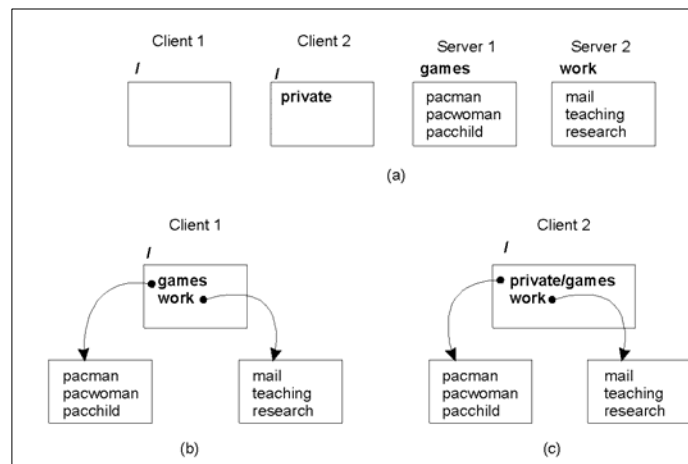 Client 1
Client 2
Server 1
Server 2
/
/
games
work
private
pacman
pacwoman
pacchild
mail
teaching
research
(a)
Client 1
/
games
work
pacman
pacwoman
pacchild
mail
teaching
research
(b)
Client 2
/
private/games
work
pacman
pacwoman
pacchild
mail
teaching
research
(c)